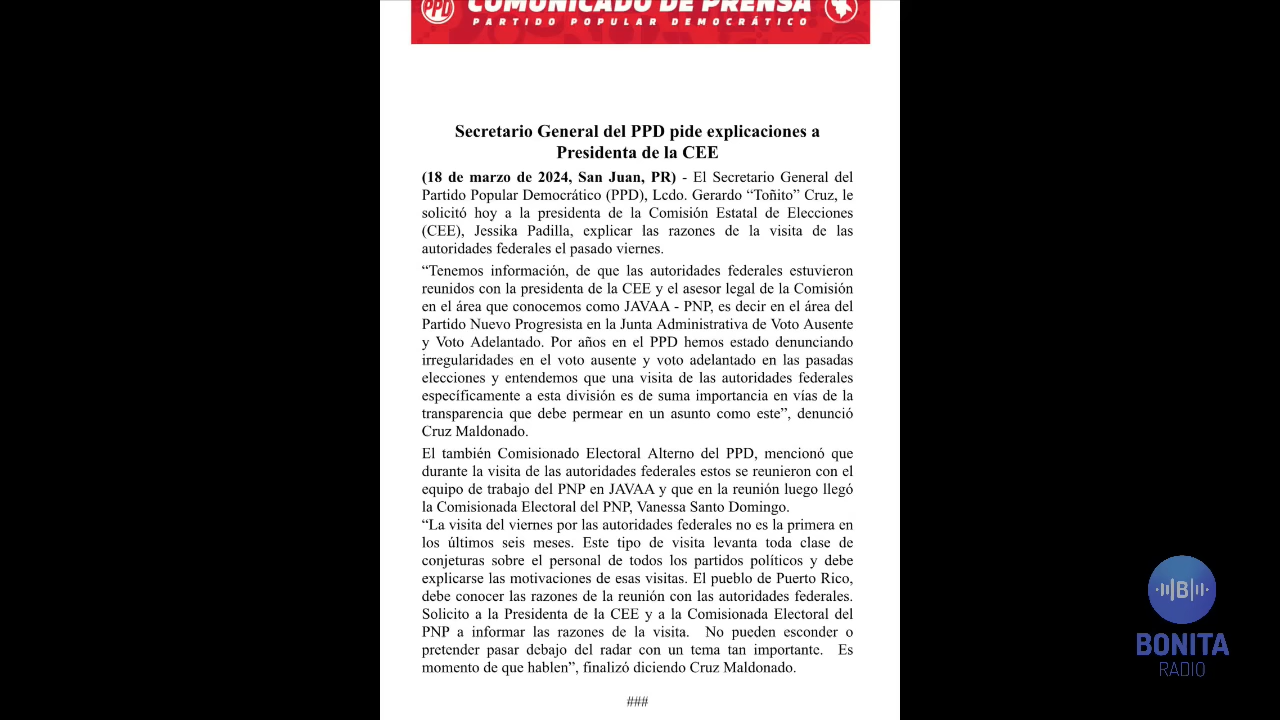 COMUNICADO DE PRENSA
PPD
PARTIDO POPULAR DEMOCRÁTICO
Secretario General del PPD pide explicaciones a
Presidenta de la CEE
(18 de marzo de 2024, San Juan, PR) - El Secretario General del
Partido Popular Democrático (PPD), Lcdo. Gerardo “Toñito” Cruz, le
solicitó hoy a la presidenta de la Comisión Estatal de Elecciones
(CEE), Jessika Padilla, explicar las razones de la visita de las
autoridades federales el pasado viernes.
“Tenemos información, de que las autoridades federales estuvieron
reunidos con la presidenta de la CEE y el asesor legal de la Comisión
en el área que conocemos como JAVAA - PNP, es decir en el área del
Partido Nuevo Progresista en la Junta Administrativa de Voto Ausente
y Voto Adelantado. Por años en el PPD hemos estado denunciando
irregularidades en el voto ausente y voto adelantado en las pasadas
elecciones y entendemos que una visita de las autoridades federales
específicamente a esta división es de suma importancia en vías de la
transparencia que debe permear en un asunto como este”, denunció
Cruz Maldonado.
El también Comisionado Electoral Alterno del PPD, mencionó que
durante la visita de las autoridades federales estos se reunieron con el
equipo de trabajo del PNP en JAVAA y que en la reunión luego llegó
la Comisionada Electoral del PNP, Vanessa Santo Domingo.
“La visita del viernes por las autoridades federales no es la primera en
los últimos seis meses. Este tipo de visita levanta toda clase de
conjeturas sobre el personal de todos los partidos políticos y debe
explicarse las motivaciones de esas visitas. El pueblo de Puerto Rico,
debe conocer las razones de la reunión con las autoridades federales.
Solicito a la Presidenta de la CEE y a la Comisionada Electoral del
PNP a informar las razones de la visita. No pueden esconder o
pretender pasar debajo del radar con un tema tan importante. Es
momento de que hablen”, finalizó diciendo Cruz Maldonado.
###
B
BONITA
RADIO